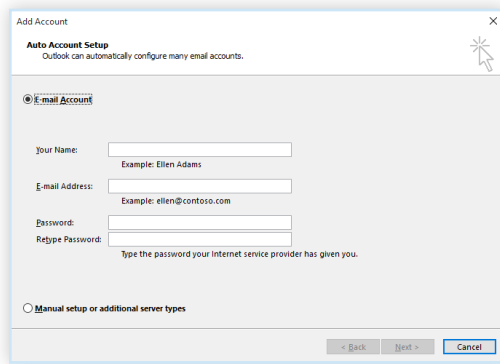 Add Account
Auto Account Setup
Outlook can automatically configure many email accounts.
E-mail Account
Your Name:
Example: Ellen Adams
E-mail Address:
Example: ellen@contoso.com
Password:
Retype Password:
Type the password your Internet service provider has given you.
Manual setup or additional server types
< Back Next > Cancel